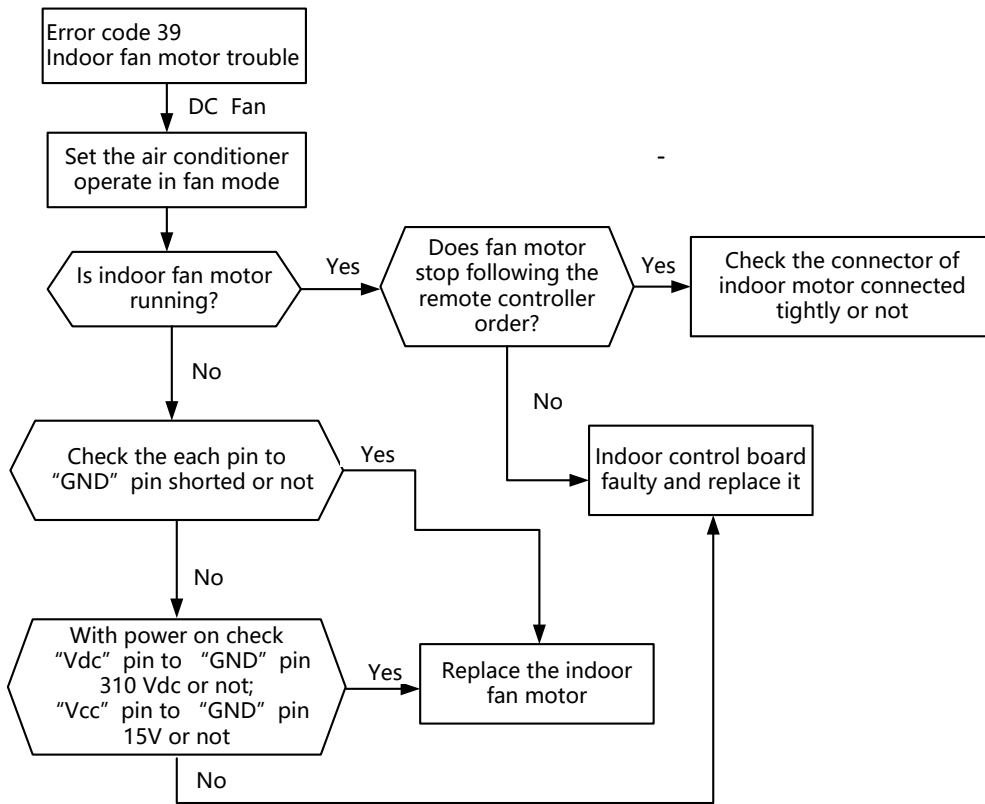 Error code 39
Indoor fan motor trouble
DC Fan
Set the air conditioner
operate in fan mode
-
Is indoor fan motor
running?
Yes
Does fan motor
stop following the
remote controller
order?
Yes
Check the connector of
indoor motor connected
tightly or not
No
No
Check the each pin to
“GND” pin shorted or not
Yes
Indoor control board
faulty and replace it
No
With power on check
“Vdc” pin to “GND” pin
310 Vdc or not;
“Vcc” pin to “GND” pin
15V or not
Yes
Replace the indoor
fan motor
No